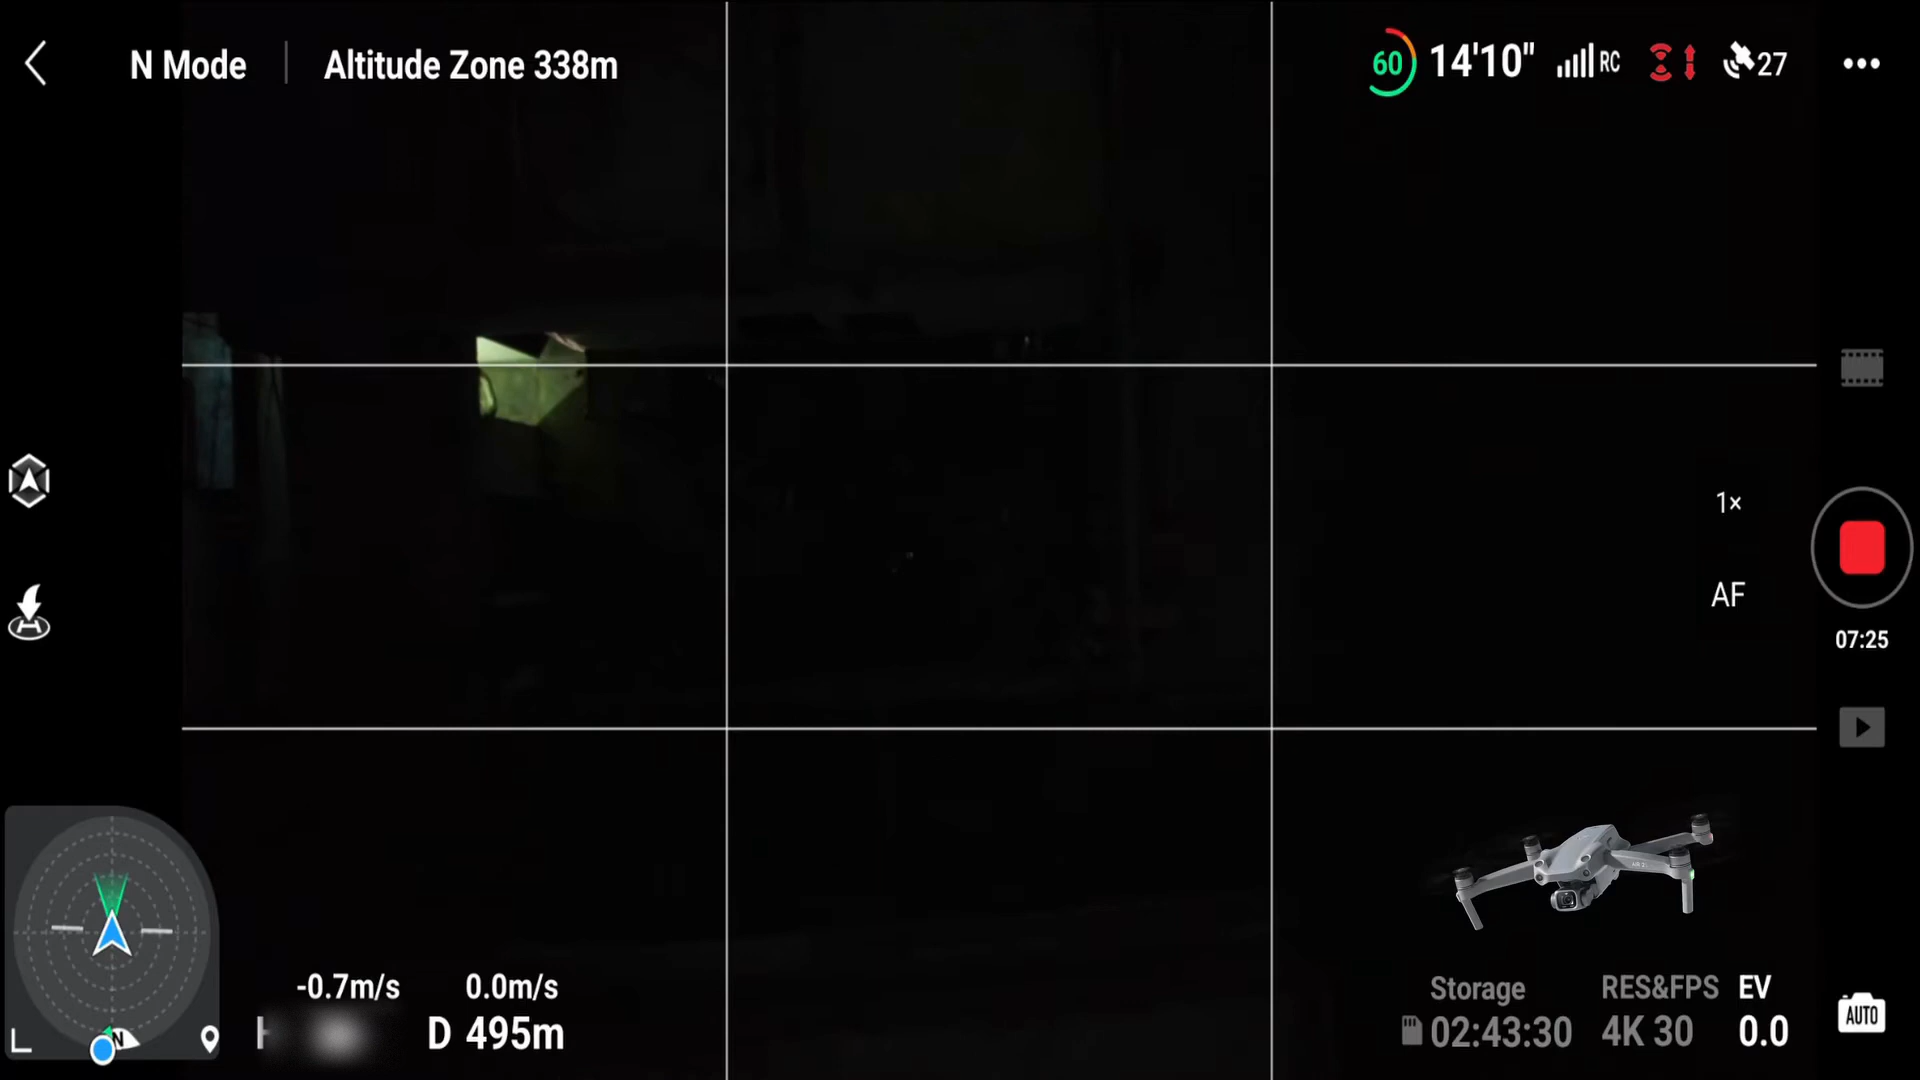 N Mode
Altitude Zone 338m
60
14'10"
RC
27
1×
AF
07:25
N
-0.7m/s
0.0m/s
H
D 495m
Storage
RES&FPS
EV
02:43:30
4K 30
0.0
AUTO